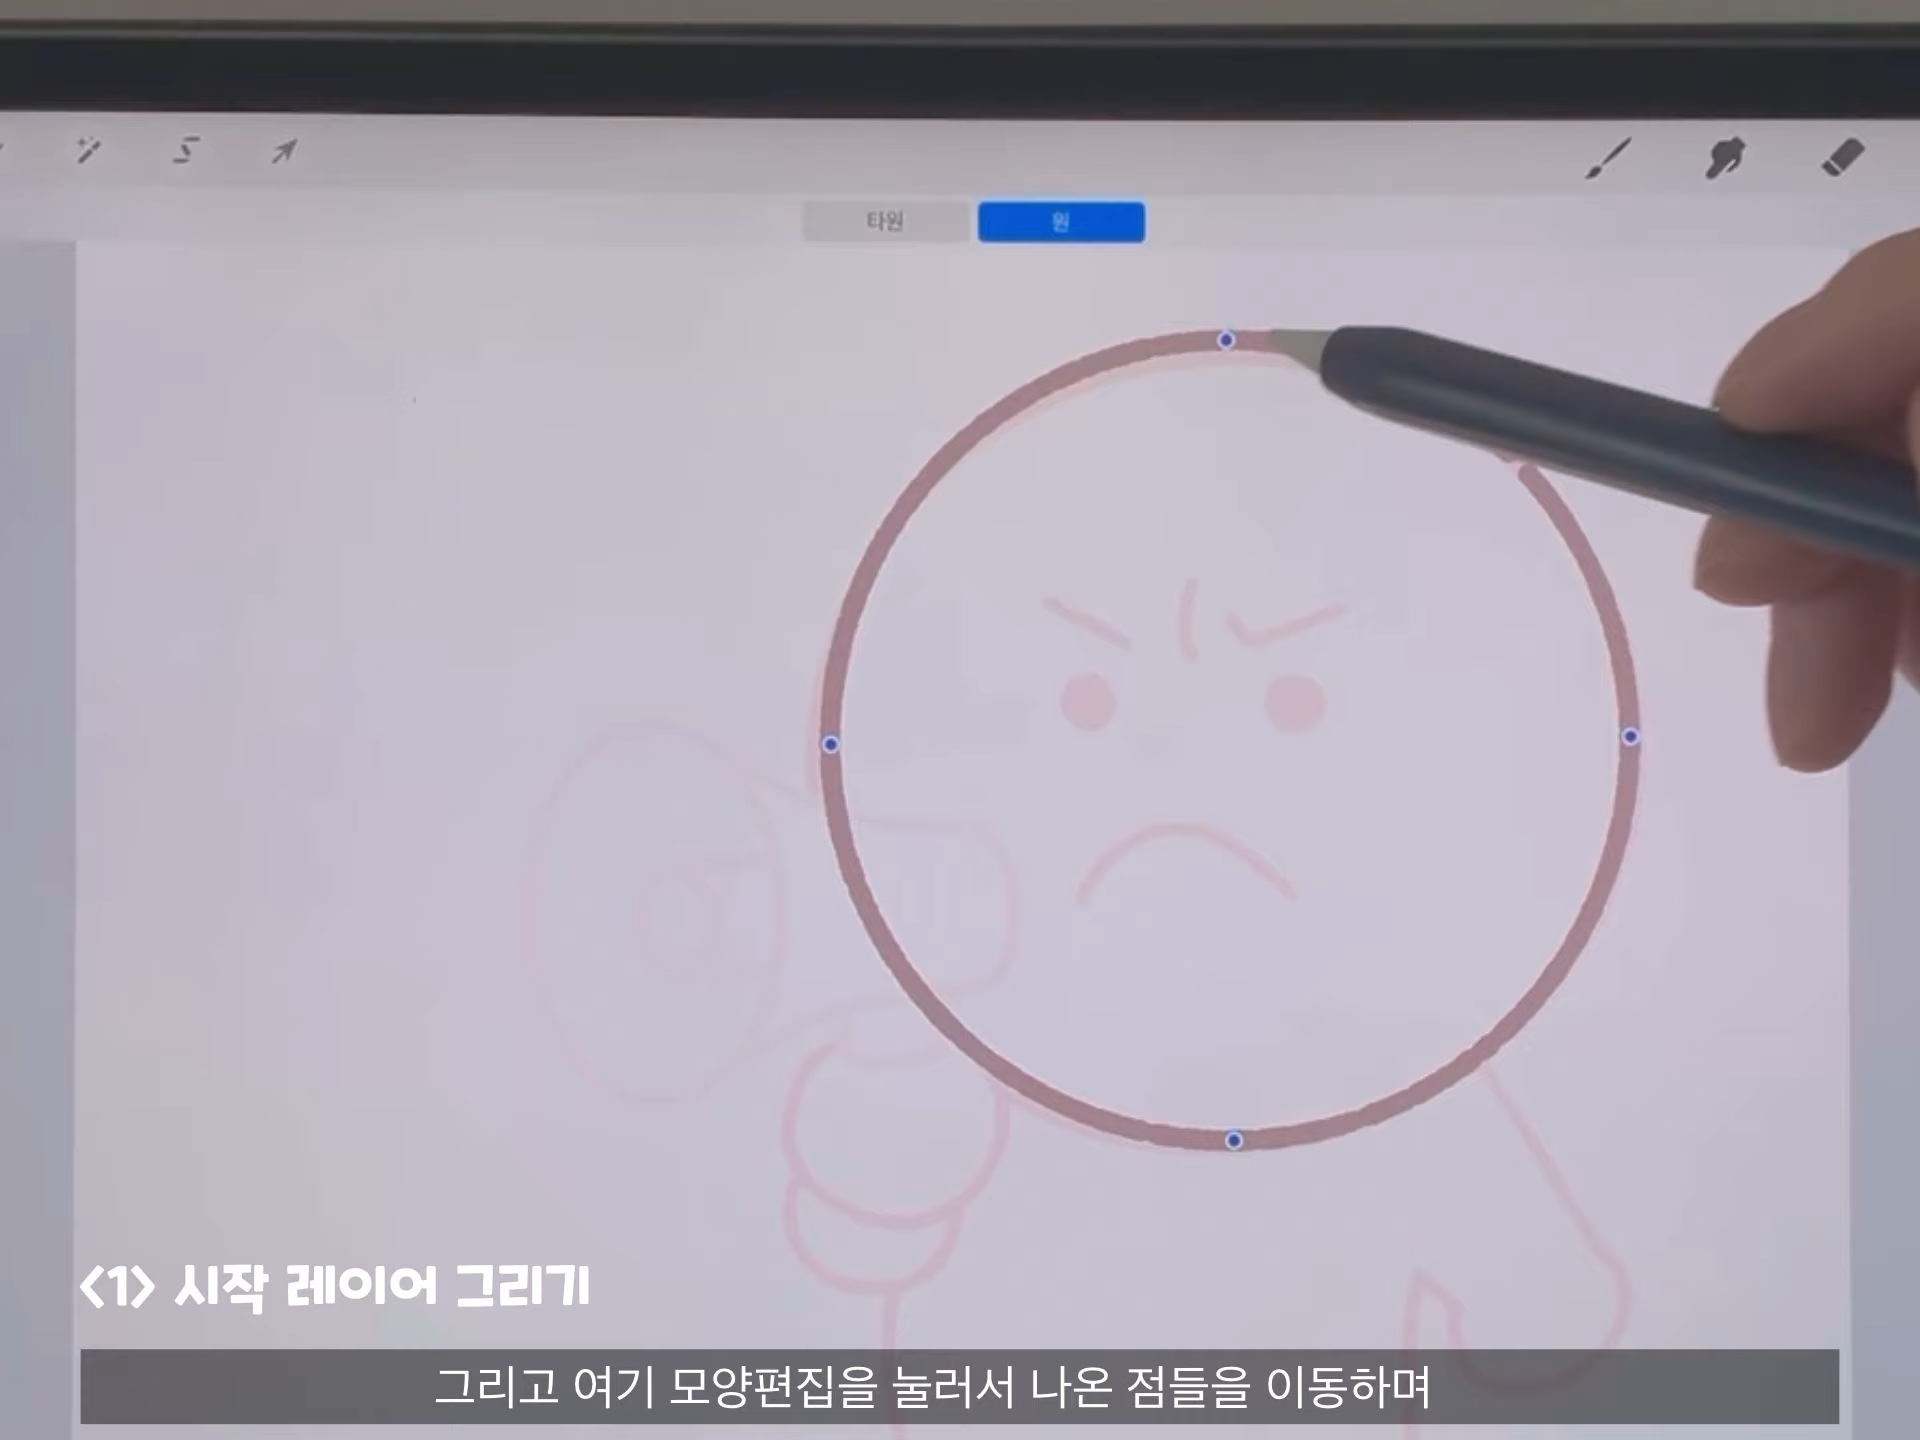 타원
원
<1> 시작 레이어 그리기
그리고 여기 모양편집을 눌러서 나온 점들을 이동하며